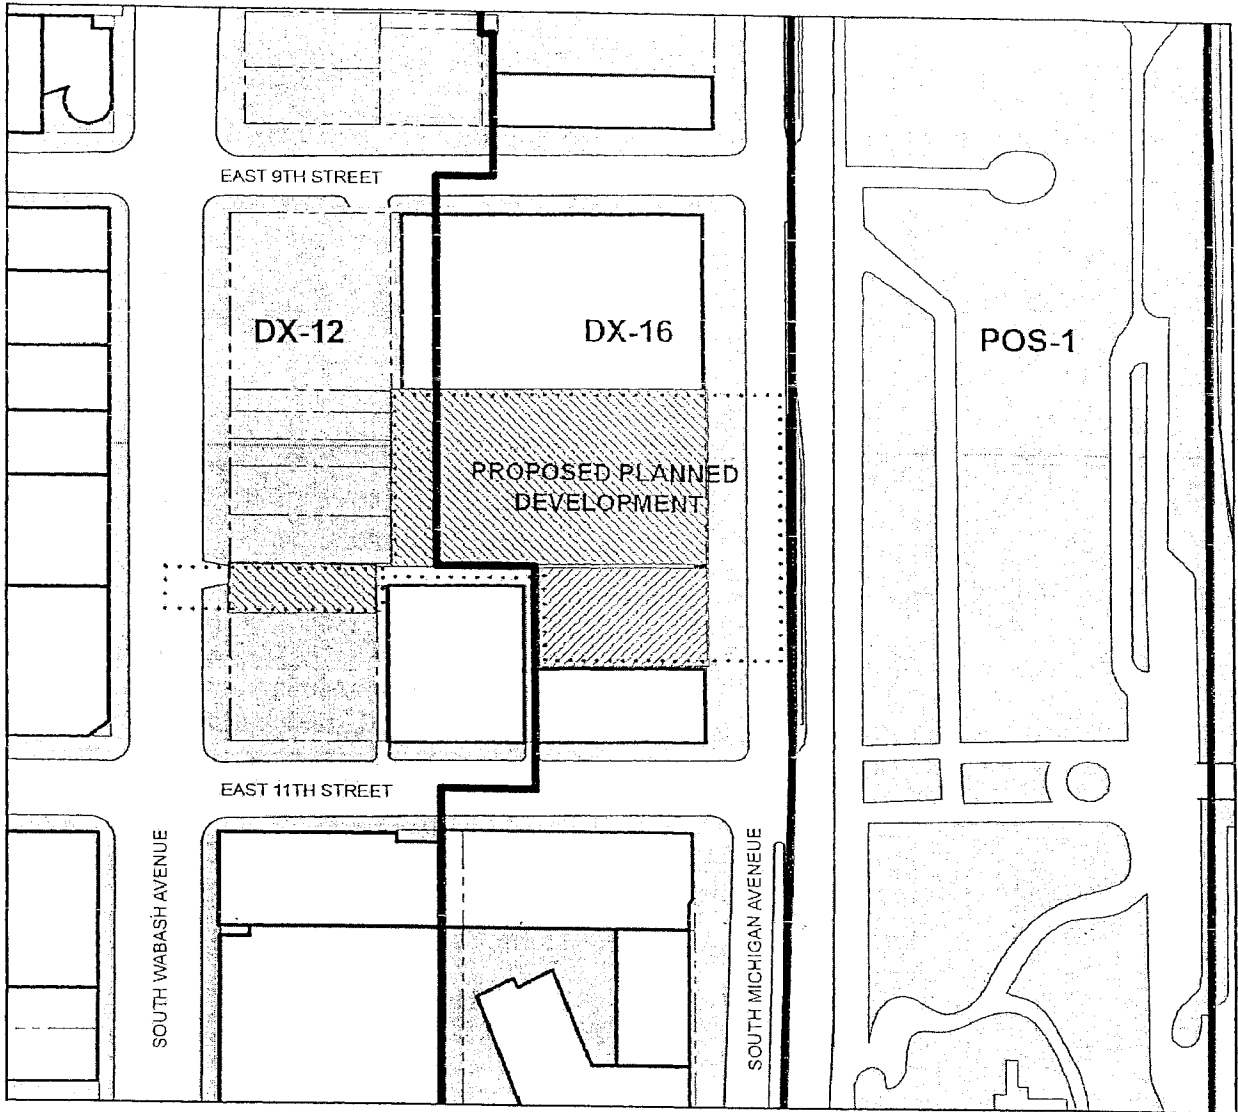 EAST 9TH STREET
DX-12
DX-16
POS-1
PROPOSED PLANNED
DEVELOPMENT
EAST 11TH STREET
SOUTH WABASH AVENUE
SOUTH MICHIGAN AVENEUE